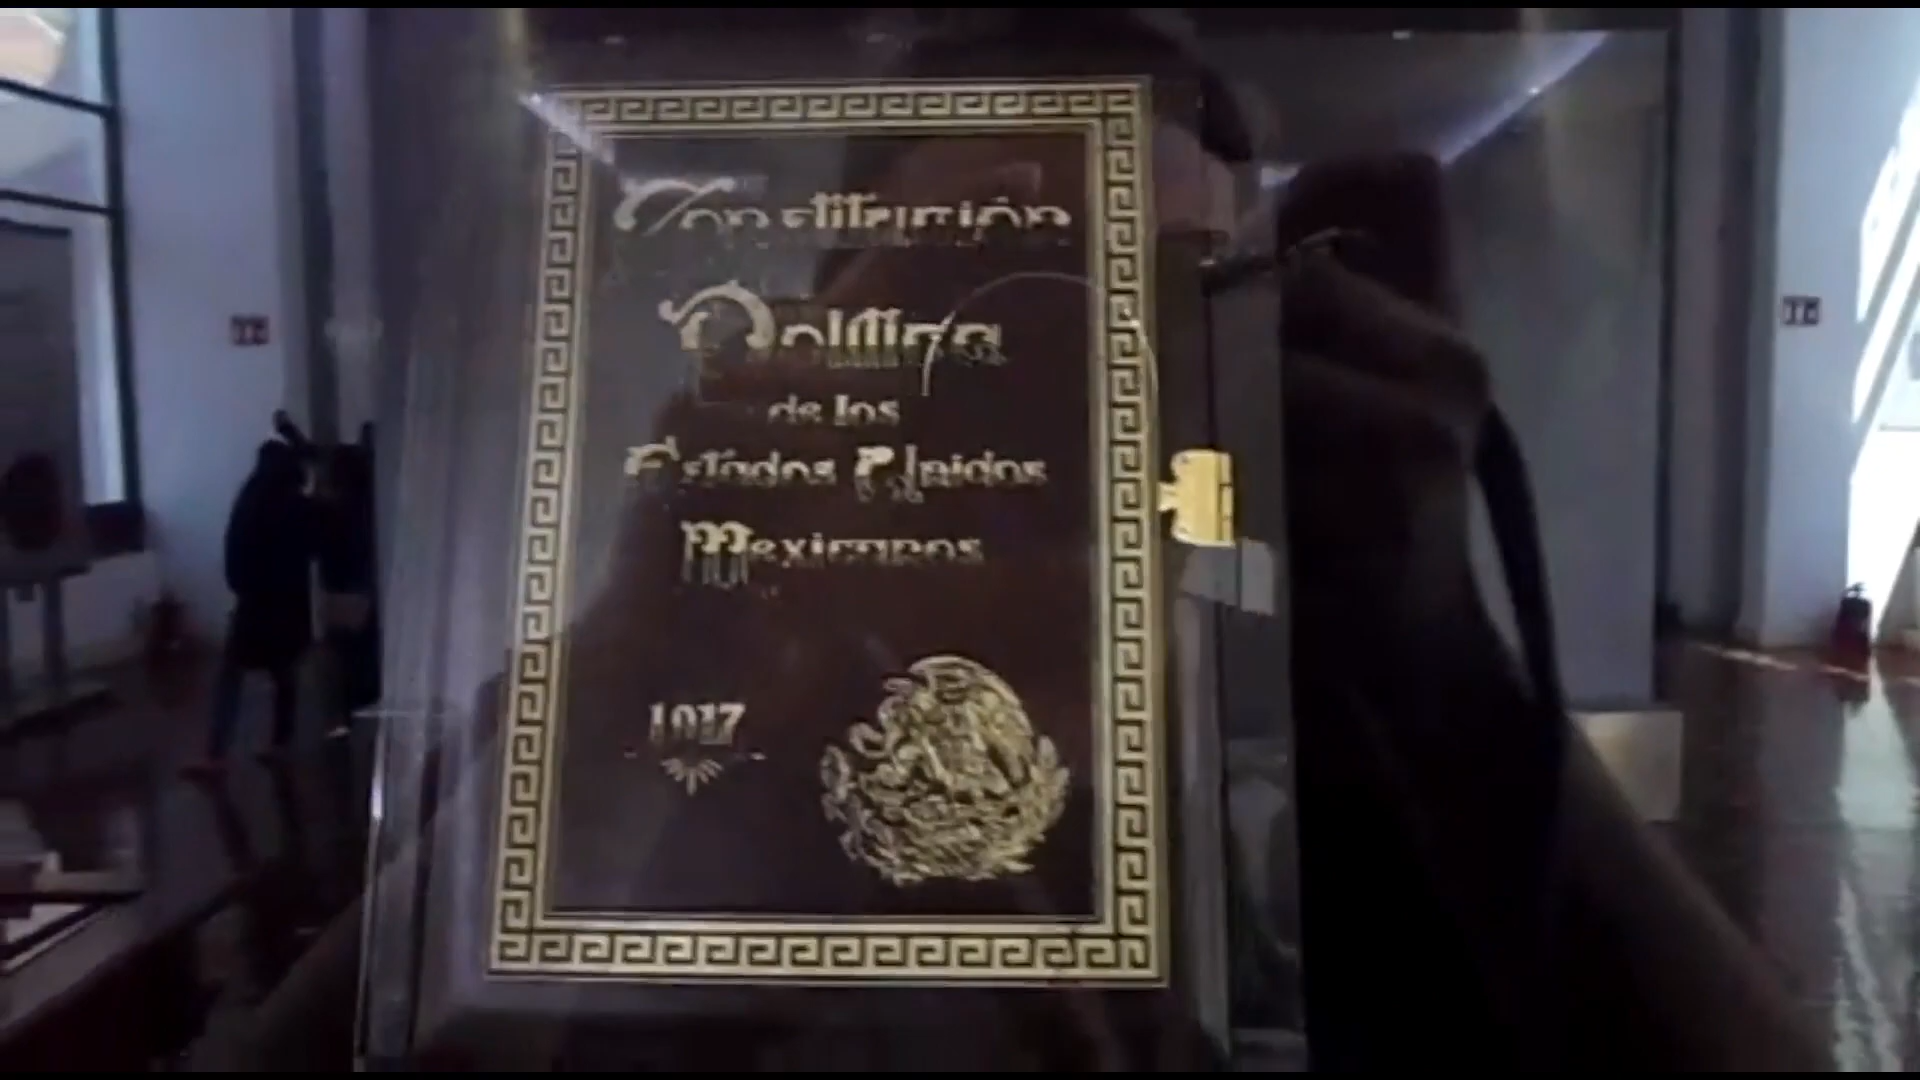 Constitución
Política
de los
Estados Unidos
Mexicanos
1917